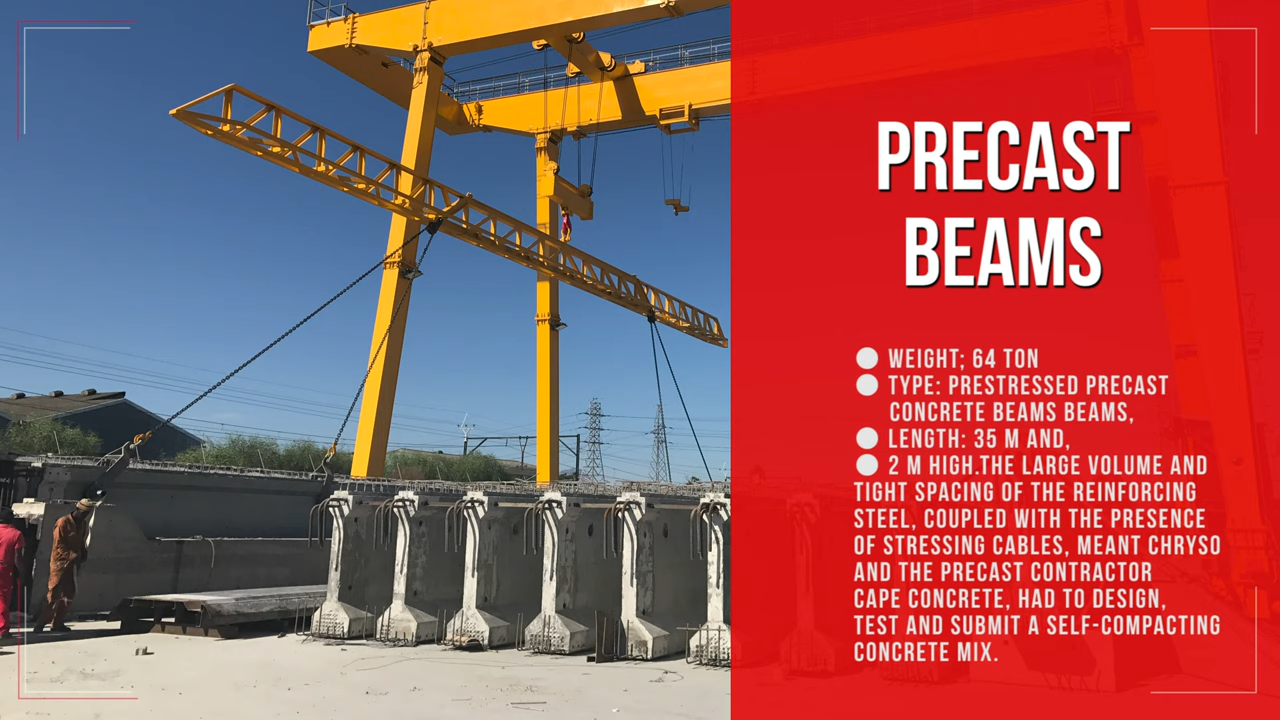 PRECAST
BEAMS
● WEIGHT; 64 TON
● TYPE: PRESTRESSED PRECAST
CONCRETE BEAMS BEAMS,
● LENGTH: 35 M AND,
● 2 M HIGH.THE LARGE VOLUME AND
TIGHT SPACING OF THE REINFORCING
STEEL, COUPLED WITH THE PRESENCE
OF STRESSING CABLES, MEANT CHRYSO
AND THE PRECAST CONTRACTOR
CAPE CONCRETE, HAD TO DESIGN,
TEST AND SUBMIT A SELF-COMPACTING
CONCRETE MIX.